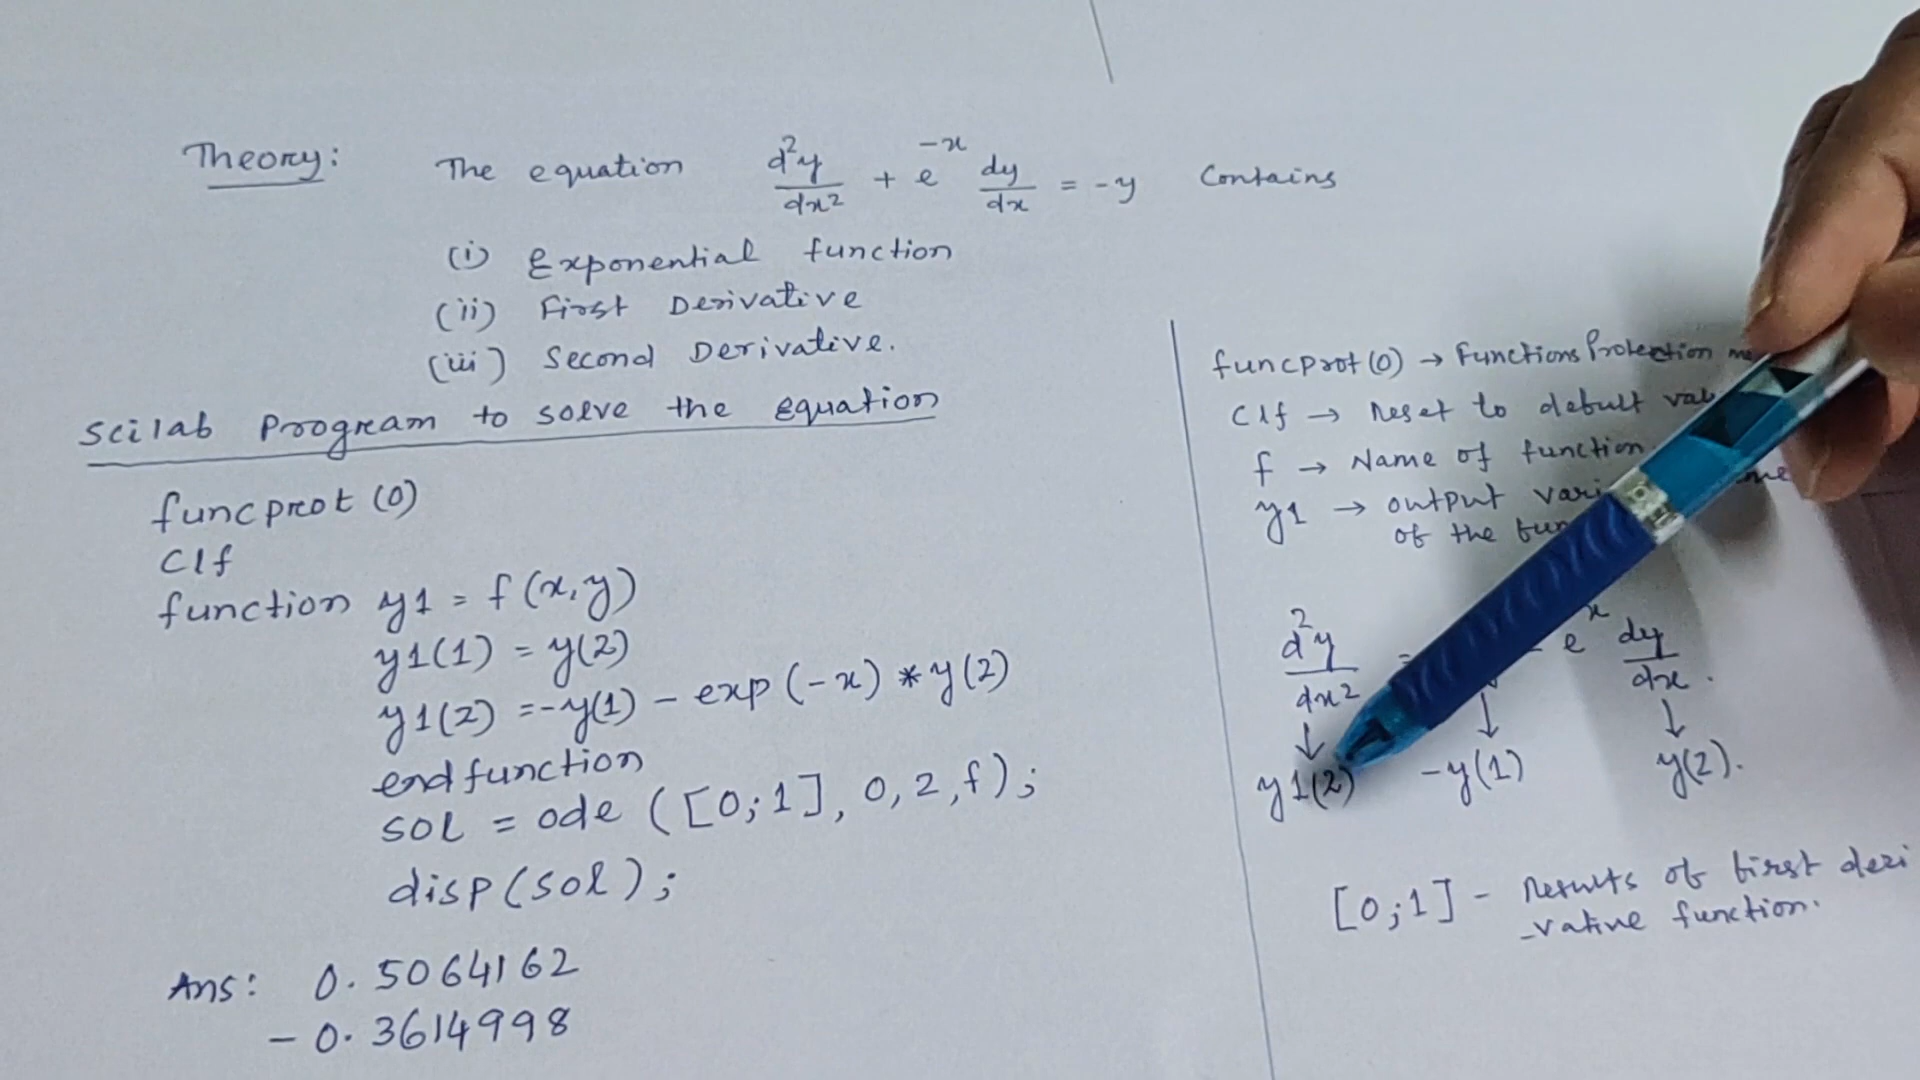 Theory: The equation d²y/dx² + e^-x dy/dx = -y Contains
(i) Exponential function
(ii) First Derivative
(iii) Second Derivative.
Scilab Program to solve the equation
funcprot (0)
Clf
function y1 = f (x,y)
y1(1) = y(2)
y1(2) = -y(1) - exp (-x) * y(2)
endfunction
sol = ode ([0;1], 0, 2, f);
disp(sol);
Ans: 0.5064162
-0.3614998
funcprot (0) → Functions Protection
Clf → Reset to defult
f → Name of function
y1 → output
of the
d²y/dx² = e^x dy/dx.
↓ ↓ ↓
y1(2) -y(1) y(2).
[0;1] - Results of first deri
-vative function.